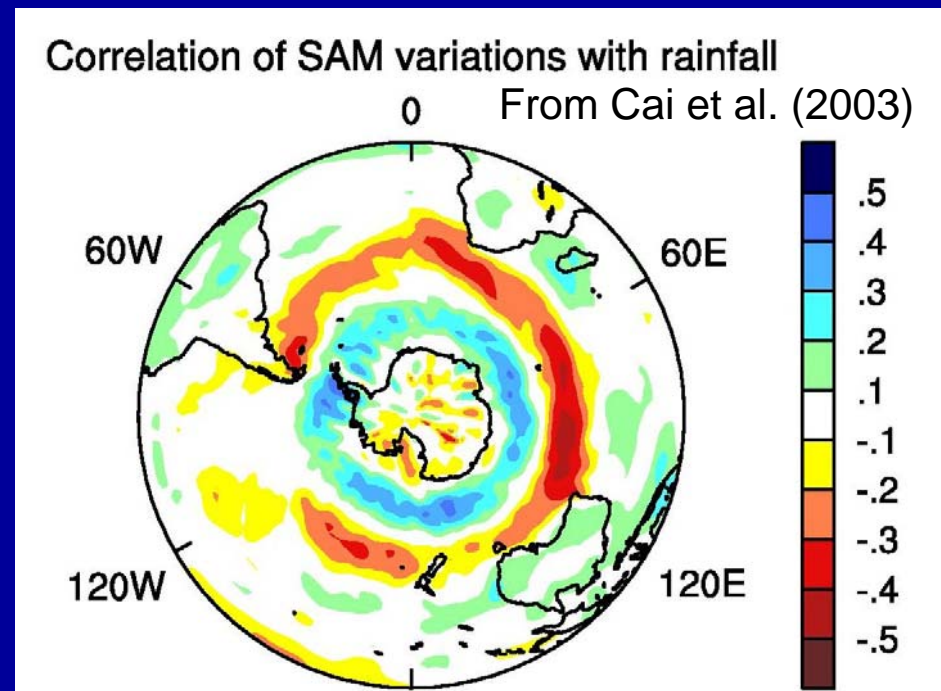 Correlation of SAM variations with rainfall
From Cai et al. (2003)
0
60W
60E
120W
120E
.5
.4
.3
.2
.1
-.1
-.2
-.3
-.4
-.5